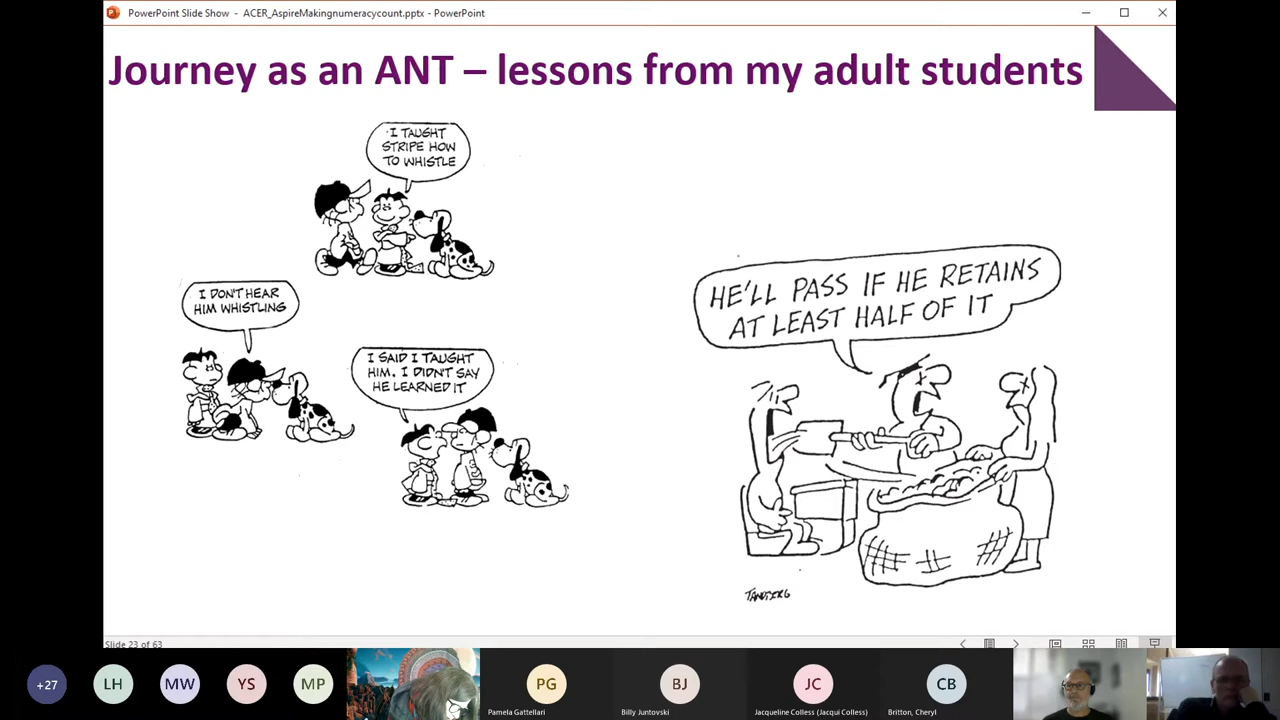 PowerPoint Slide Show - ACER_AspireMakingnumeracycount.pptx - PowerPoint
Journey as an ANT – lessons from my adult students
I TAUGHT
STRIPE HOW
TO WHISTLE
I DON'T HEAR
HIM WHISTLING
I SAID I TAUGHT
HIM. I DIDN'T SAY
HE LEARNED IT
HE'LL PASS IF HE RETAINS
AT LEAST HALF OF IT
TANDBERG
Slide 23 of 63
+27
LH
MW
YS
MP
PG
BJ
JC
CB
Pamela Gattellari
Billy Juntovski
Jacqueline Colless (Jacqui Colless)
Britton, Cheryl